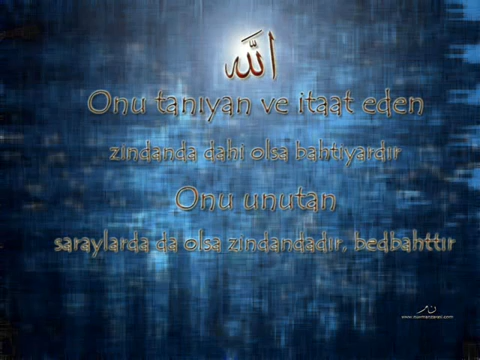 الله
Onu tanıyan ve itaat eden
zindanda dahi olsa bahtiyardır
Onu unutan
saraylarda da olsa zindandadır, bedbahttır